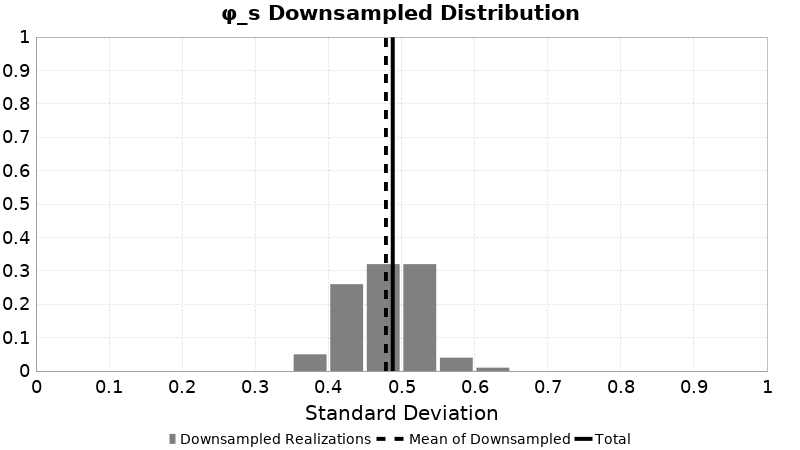 φ_s Downsampled Distribution
1
0.9
0.8
0.7
0.6
0.5
0.4
0.3
0.2
0.1
0
0 0.1 0.2 0.3 0.4 0.5 0.6 0.7 0.8 0.9 1
Standard Deviation
Downsampled Realizations Mean of Downsampled Total